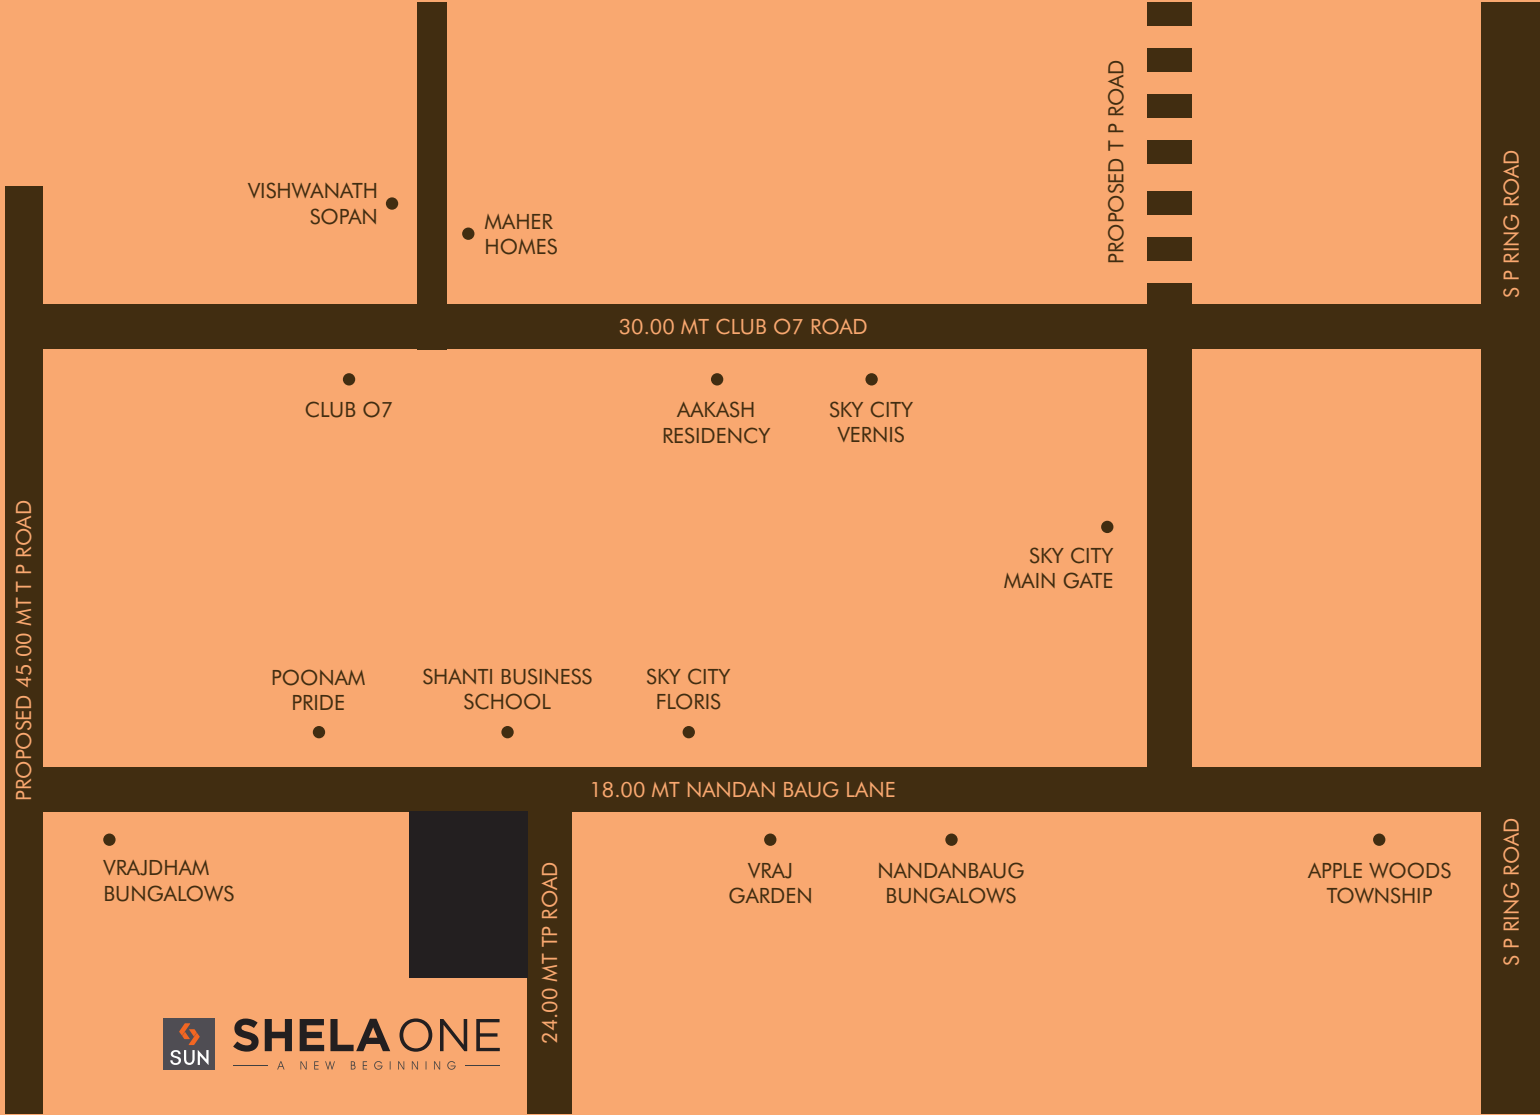 PROPOSED T P ROAD
S P RING ROAD
VISHWANATH
SOPAN
MAHER
HOMES
30.00 MT CLUB O7 ROAD
CLUB O7
AAKASH
RESIDENCY
SKY CITY
VERNIS
PROPOSED 45.00 MT T P ROAD
SKY CITY
MAIN GATE
POONAM
PRIDE
SHANTI BUSINESS
SCHOOL
SKY CITY
FLORIS
18.00 MT NANDAN BAUG LANE
VRAJDHAM
BUNGALOWS
24.00 MT TP ROAD
VRAJ
GARDEN
NANDANBAUG
BUNGALOWS
APPLE WOODS
TOWNSHIP
S P RING ROAD
SUN
SHELA ONE
A NEW BEGINNING